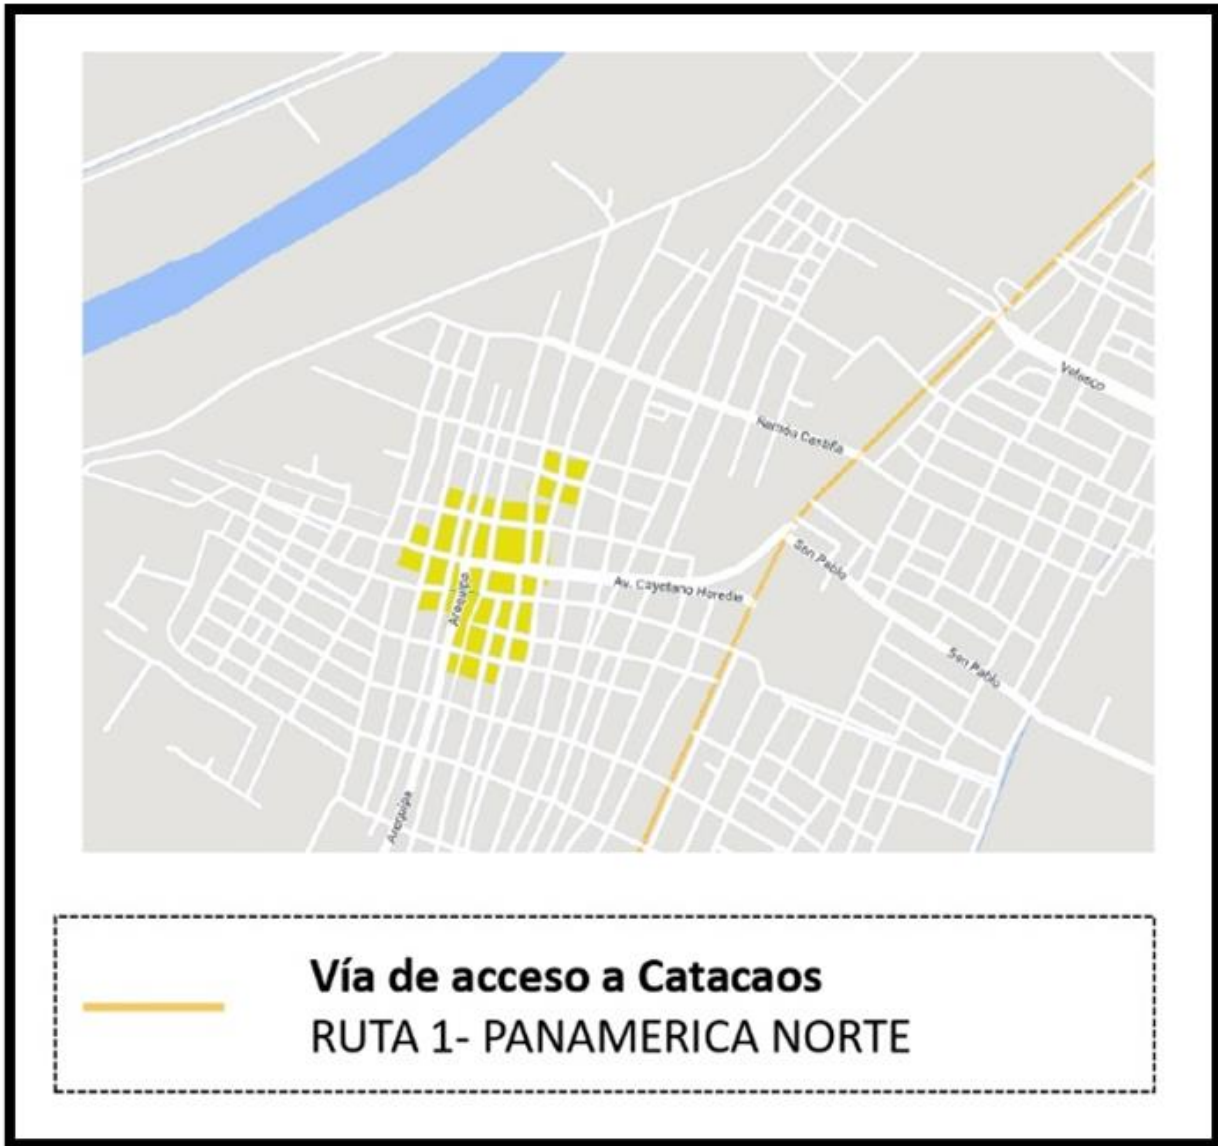 Velasco
Ramón Castilla
San Pablo
Av. Cayetano Heredia
Arequipa
San Pablo
Arequipa
Vía de acceso a Catacaos
RUTA 1- PANAMERICA NORTE